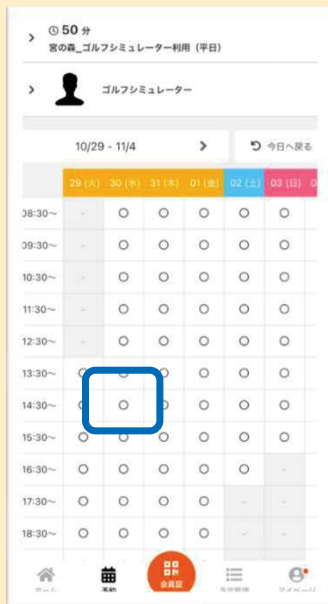 50 分
宮の森_ゴルフシミュレーター利用（平日）
ゴルフシミュレーター
10/29 - 11/4 今日へ戻る
29 (火) 30 (水) 31 (木) 01 (金) 02 (土) 03 (日) 0
08:30～ - ○ ○ ○ ○ ○
09:30～ - ○ ○ ○ ○ ○
10:30～ - ○ ○ ○ ○ ○
11:30～ - ○ ○ ○ ○ ○
12:30～ - ○ ○ ○ ○ ○
13:30～ ○ ○ ○ ○ ○ ○
14:30～ ○ ○ ○ ○ ○ ○
15:30～ ○ ○ ○ ○ ○ ○
16:30～ ○ ○ ○ ○ ○ -
17:30～ ○ ○ ○ ○ - -
18:30～ ○ ○ ○ ○ - -
会員証